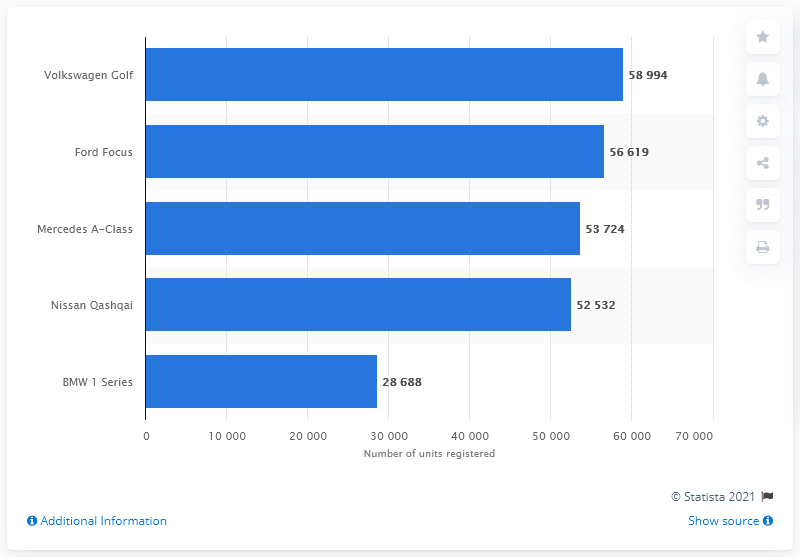 Volkswagen Golf 58 994
Ford Focus 56 619
Mercedes A-Class 53 724
Nissan Qashqai 52 532
BMW 1 Series 28 688
0 10 000 20 000 30 000 40 000 50 000 60 000 70 000
Number of units registered
© Statista 2021
Additional Information Show source